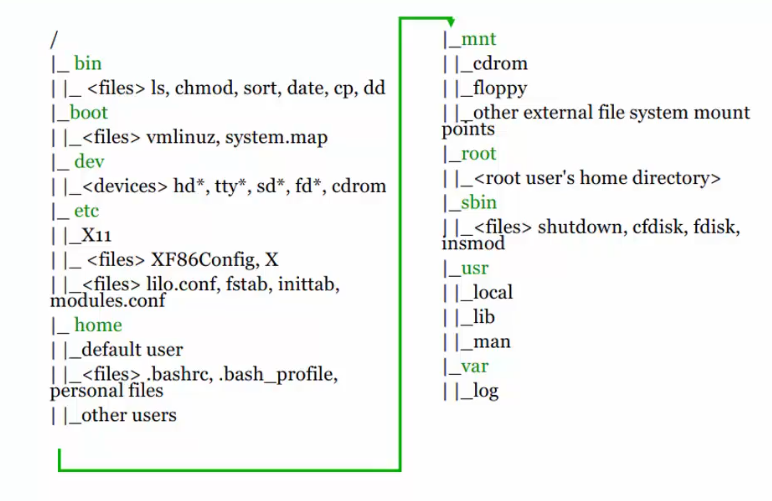 /
|_ bin
| |_ <files> ls, chmod, sort, date, cp, dd
|_boot
| |_<files> vmlinuz, system.map
|_ dev
| |_<devices> hd*, tty*, sd*, fd*, cdrom
|_ etc
| |_X11
| |_ <files> XF86Config, X
| |_<files> lilo.conf, fstab, inittab,
modules.conf
|_ home
| |_default user
| |_<files> .bashrc, .bash_profile,
personal files
| |_other users
|_mnt
| |_cdrom
| |_floppy
| |_other external file system mount
points
|_root
| |_<root user's home directory>
|_sbin
| |_<files> shutdown, cfdisk, fdisk,
insmod
|_usr
| |_local
| |_lib
| |_man
|_var
| |_log